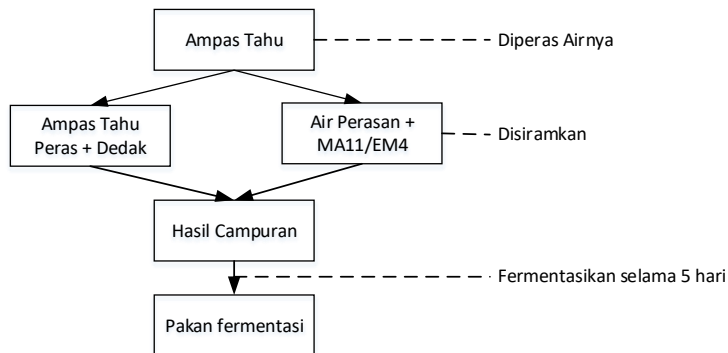 Ampas Tahu
Diperas Airnya
Ampas Tahu
Peras + Dedak
Air Perasan +
MA11/EM4
Disiramkan
Hasil Campuran
Fermentasikan selama 5 hari
Pakan fermentasi